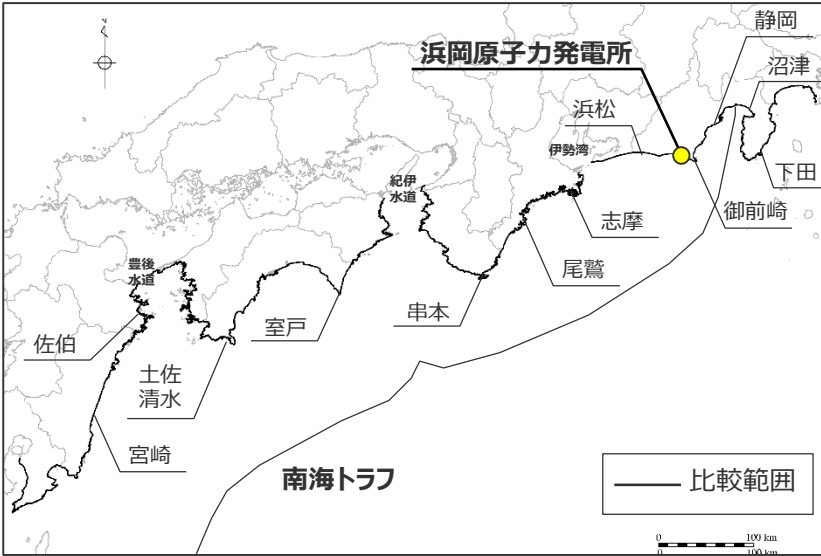 静岡
浜岡原子力発電所
沼津
浜松
伊勢湾
紀伊
水道
下田
御前崎
志摩
豊後
水道
尾鷲
串本
室戸
佐伯
土佐
清水
宮崎
南海トラフ
比較範囲
0 100 km
0 100 km